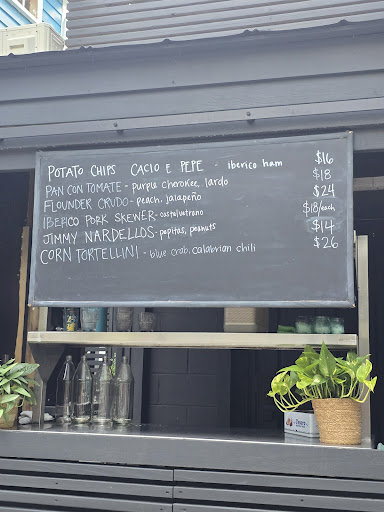 POTATO CHIPS CACIO E PEPE - iberico ham $16
PAN CON TOMATE - purple cherokee, lardo $18
FLOUNDER CRUDO - peach, jalapeño $24
IBERICO PORK SKEWER - castelvetrano $18/each
JIMMY NARDELLOS - pepitas, peanuts $14
CORN TORTELLINI - blue crab, calabrian chili $26